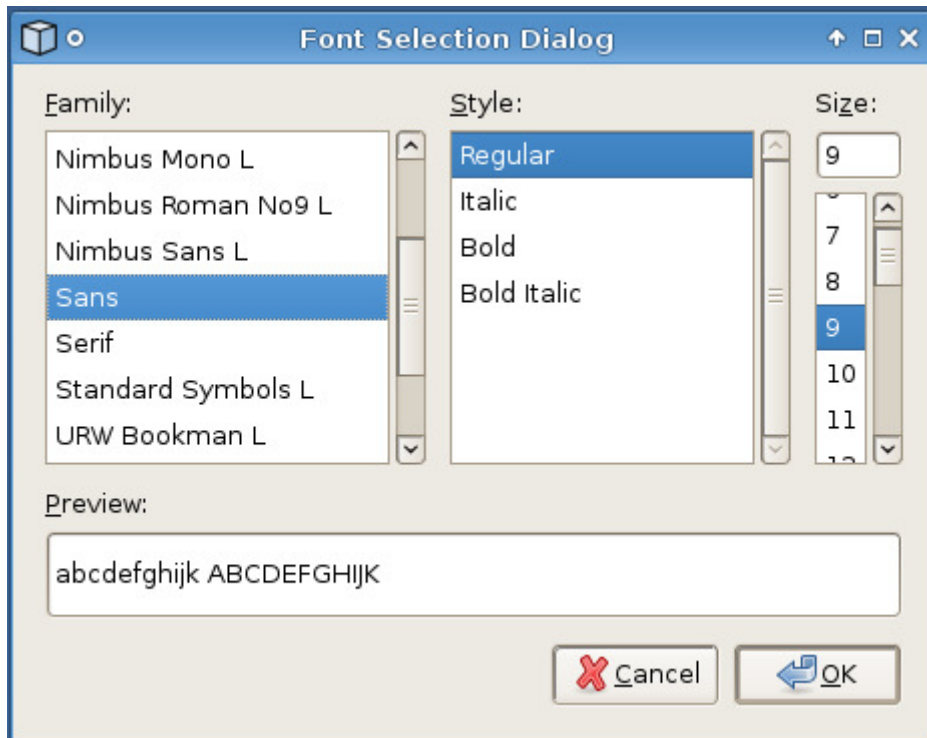 Font Selection Dialog
Family:
Nimbus Mono L
Nimbus Roman No9 L
Nimbus Sans L
Sans
Serif
Standard Symbols L
URW Bookman L
Style:
Regular
Italic
Bold
Bold Italic
Size:
9
7
8
9
10
11
Preview:
abcdefghijk ABCDEFGHIJK
Cancel
OK